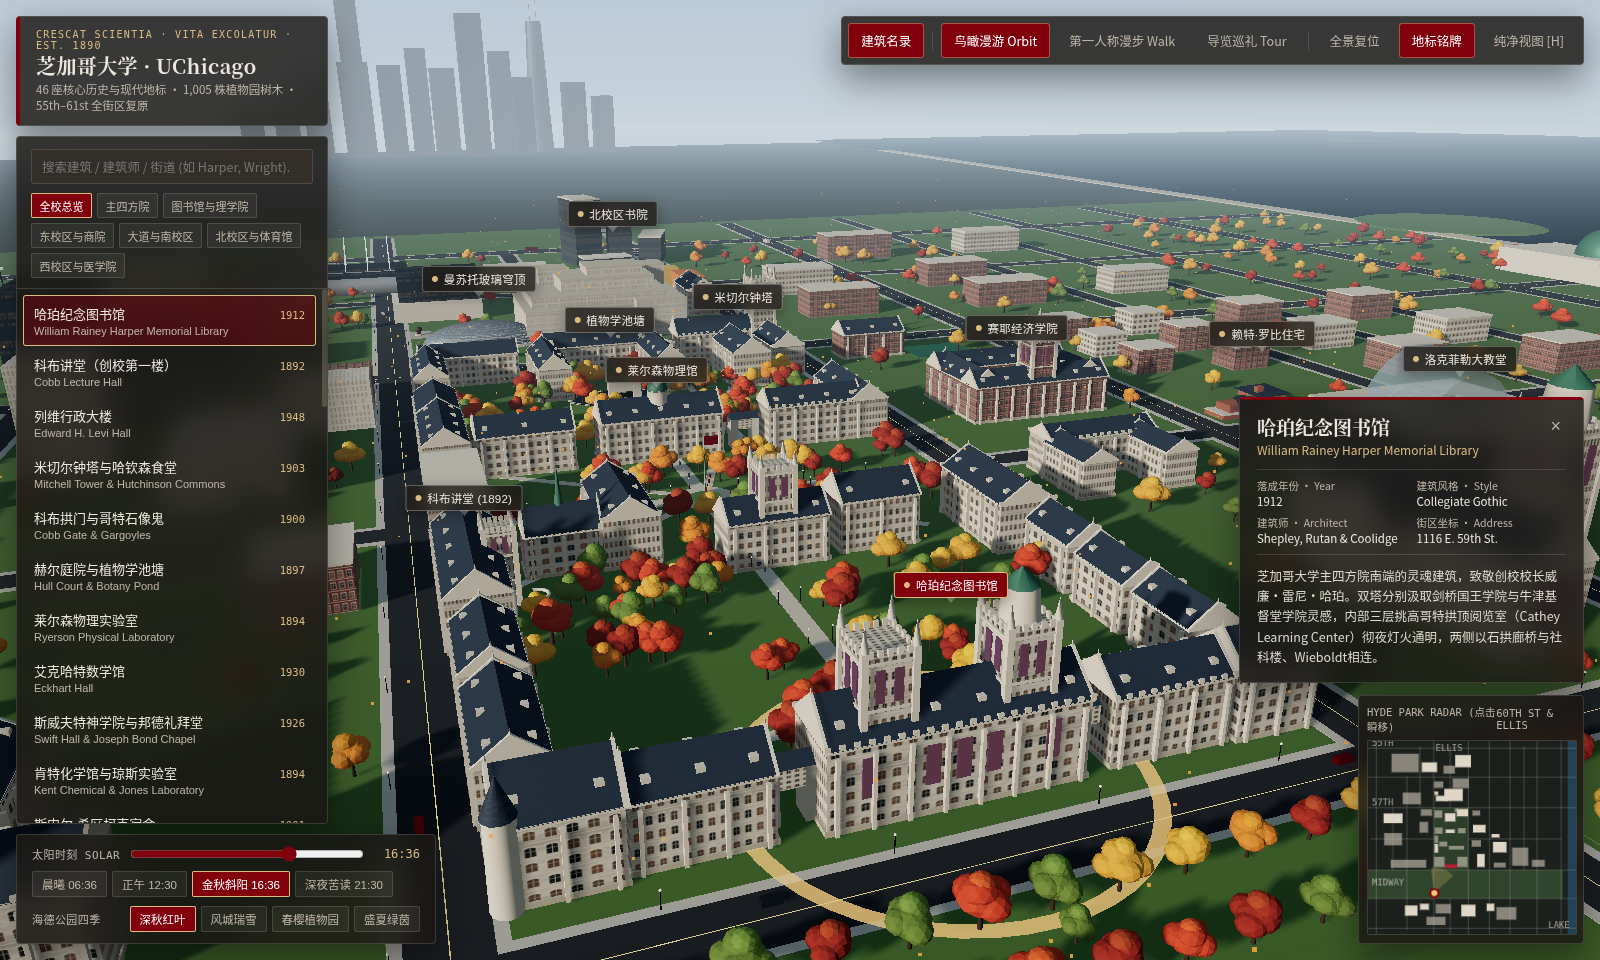 CRESCAT SCIENTIA · VITA EXCOLATUR ·
EST. 1890
芝加哥大学 · UChicago
46 座核心历史与现代地标 • 1,005 株植物园树木 •
55th–61st 全街区复原
建筑名录
鸟瞰漫游 Orbit
第一人称漫步 Walk
导览巡礼 Tour
全景复位
地标铭牌
纯净视图 [H]
搜索建筑 / 建筑师 / 街道 (如 Harper, Wright).
全校总览
主四方院
图书馆与理学院
东校区与商院
大道与南校区
北校区与体育馆
西校区与医学院
哈珀纪念图书馆 1912
William Rainey Harper Memorial Library
科布讲堂（创校第一楼） 1892
Cobb Lecture Hall
列维行政大楼 1948
Edward H. Levi Hall
米切尔钟塔与哈钦森食堂 1903
Mitchell Tower & Hutchinson Commons
科布拱门与哥特石像鬼 1900
Cobb Gate & Gargoyles
赫尔庭院与植物学池塘 1897
Hull Court & Botany Pond
莱尔森物理实验室 1894
Ryerson Physical Laboratory
艾克哈特数学馆 1930
Eckhart Hall
斯威夫特神学院与邦德礼拜堂 1926
Swift Hall & Joseph Bond Chapel
肯特化学馆与琼斯实验室 1894
Kent Chemical & Jones Laboratory
北校区书院
曼苏托玻璃穹顶
米切尔钟塔
植物学池塘
赛耶经济学院
赖特·罗比住宅
洛克菲勒大教堂
莱尔森物理馆
科布讲堂 (1892)
哈珀纪念图书馆
哈珀纪念图书馆 ×
William Rainey Harper Memorial Library
落成年份 • Year
1912
建筑风格 • Style
Collegiate Gothic
建筑师 • Architect
Shepley, Rutan & Coolidge
街区坐标 • Address
1116 E. 59th St.
芝加哥大学主四方院南端的灵魂建筑，致敬创校校长威
廉・雷尼・哈珀。双塔分别汲取剑桥国王学院与牛津基
督堂学院灵感，内部三层挑高哥特拱顶阅览室（Cathey
Learning Center）彻夜灯火通明，两侧以石拱廊桥与社
科楼、Wieboldt相连。
HYDE PARK RADAR (点击
瞬移)
60TH ST &
ELLIS
55TH
ELLIS
57TH
MIDWAY
LAKE
太阳时刻 SOLAR 16:36
晨曦 06:36
正午 12:30
金秋斜阳 16:36
深夜苦读 21:30
海德公园四季
深秋红叶
风城瑞雪
春樱植物园
盛夏绿茵